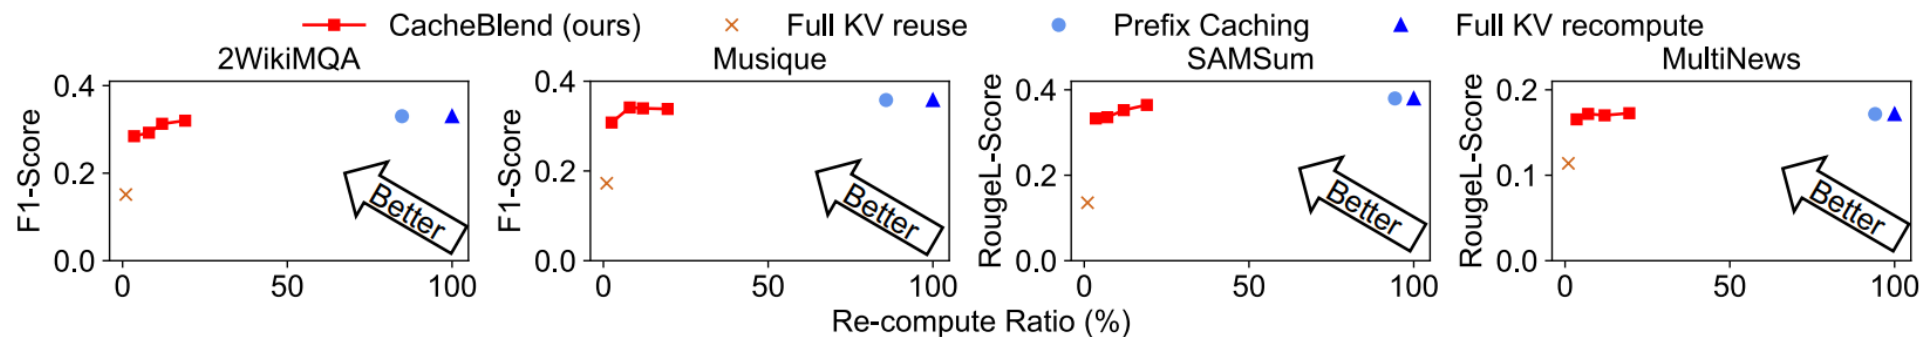 CacheBlend (ours) Full KV reuse Prefix Caching Full KV recompute
2WikiMQA
F1-Score
0.4
0.2
0.0
0 50 100
Better
Musique
F1-Score
0.4
0.2
0.0
0 50 100
Better
SAMSum
RougeL-Score
0.4
0.2
0.0
0 50 100
Better
MultiNews
RougeL-Score
0.2
0.1
0.0
0 50 100
Better
Re-compute Ratio (%)